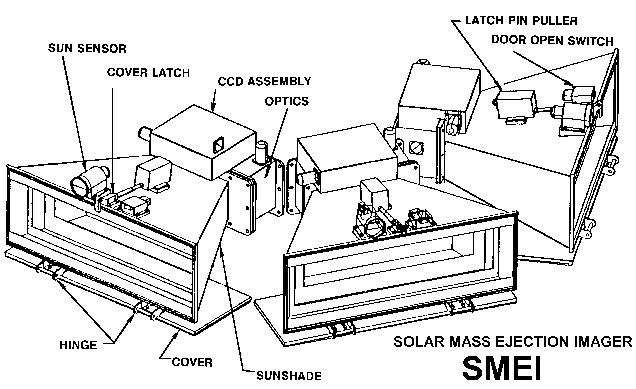 LATCH PIN PULLER
DOOR OPEN SWITCH
SUN SENSOR
COVER LATCH
CCD ASSEMBLY
OPTICS
HINGE
COVER
SUNSHADE
SOLAR MASS EJECTION IMAGER
SMEI